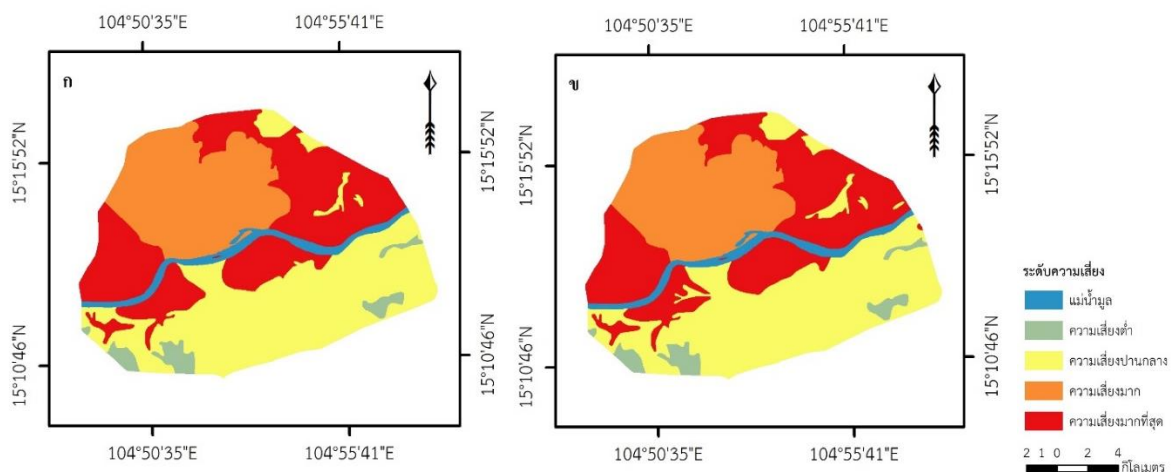 104°50'35"E 104°55'41"E 104°50'35"E 104°55'41"E
ก
ข
15°15'52"N 15°15'52"N 15°15'52"N 15°15'52"N
15°10'46"N 15°10'46"N 15°10'46"N 15°10'46"N
104°50'35"E 104°55'41"E 104°50'35"E 104°55'41"E
ระดับความเสี่ยง
แม่น้ำมูล
ความเสี่ยงต่ำ
ความเสี่ยงปานกลาง
ความเสี่ยงมาก
ความเสี่ยงมากที่สุด
2 1 0 2 4
กิโลเมตร